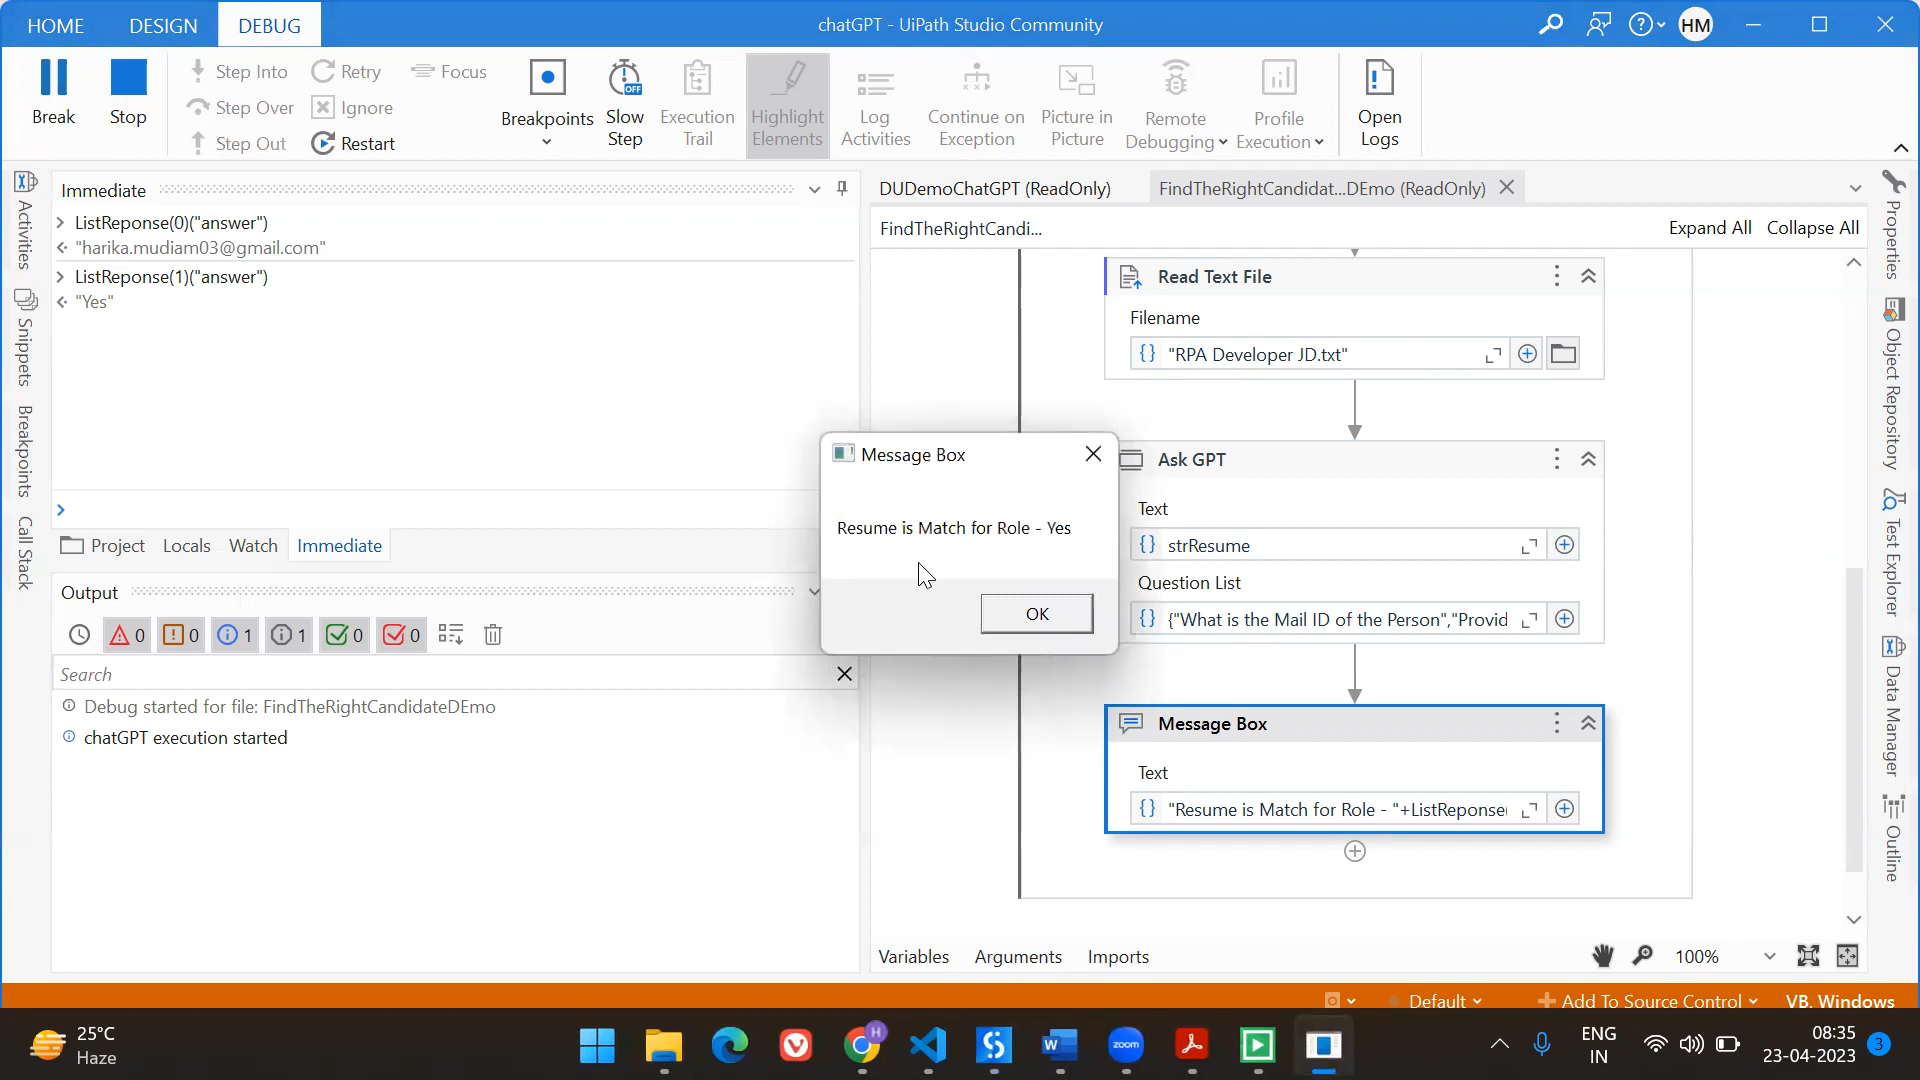 HOME DESIGN DEBUG
chatGPT - UiPath Studio Community
HM
Break
Stop
Step Into
Step Over
Step Out
Retry
Ignore
Restart
Focus
Breakpoints
OFF
Slow
Step
Execution
Trail
Highlight
Elements
Log
Activities
Continue on
Exception
Picture in
Picture
Remote
Debugging
Profile
Execution
Open
Logs
Activities
Snippets
Breakpoints
Call Stack
Immediate
ListReponse(0)("answer")
"harika.mudiam03@gmail.com"
ListReponse(1)("answer")
"Yes"
Project Locals Watch Immediate
Output
0 0 1 1 0 0
Search
Debug started for file: FindTheRightCandidateDEmo
chatGPT execution started
DUDemoChatGPT (ReadOnly)
FindTheRightCandidat...DEmo (ReadOnly)
FindTheRightCandi...
Expand All Collapse All
Read Text File
Filename
"RPA Developer JD.txt"
Ask GPT
Text
strResume
Question List
{"What is the Mail ID of the Person","Provid
Message Box
Text
"Resume is Match for Role - "+ListReponse(
Message Box
Resume is Match for Role - Yes
OK
Variables Arguments Imports
100%
Properties
Object Repository
Test Explorer
Data Manager
Outline
Default
Add To Source Control
VB. Windows
25°C
Haze
H
W
zoom
ENG
IN
08:35
23-04-2023
3